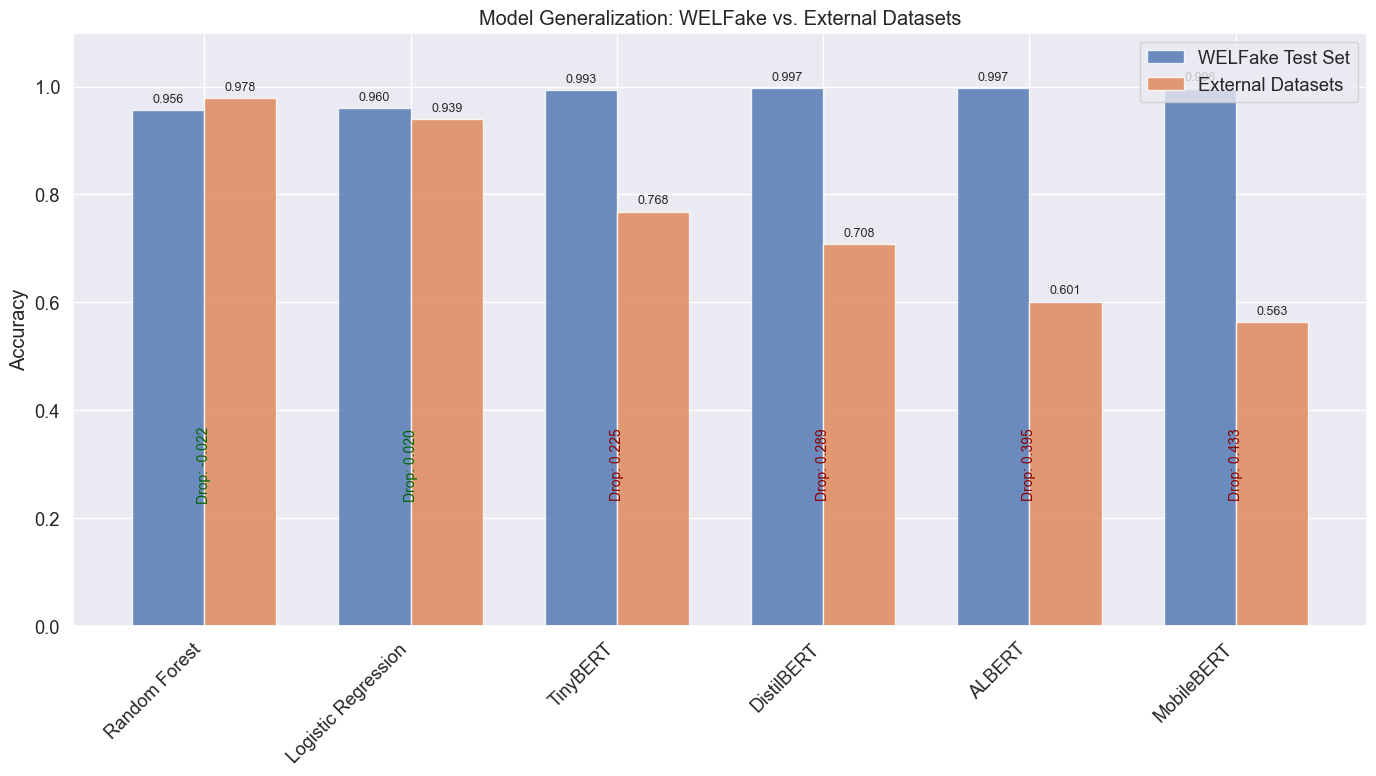 Model Generalization: WELFake vs. External Datasets
WELFake Test Set
External Datasets
Accuracy
1.0
0.8
0.6
0.4
0.2
0.0
0.956
0.978
0.960
0.939
0.993
0.768
0.997
0.708
0.997
0.601
0.563
Drop: -0.022
Drop: 0.020
Drop: 0.225
Drop: 0.289
Drop: 0.395
Drop: 0.433
Random Forest
Logistic Regression
TinyBERT
DistilBERT
ALBERT
MobileBERT